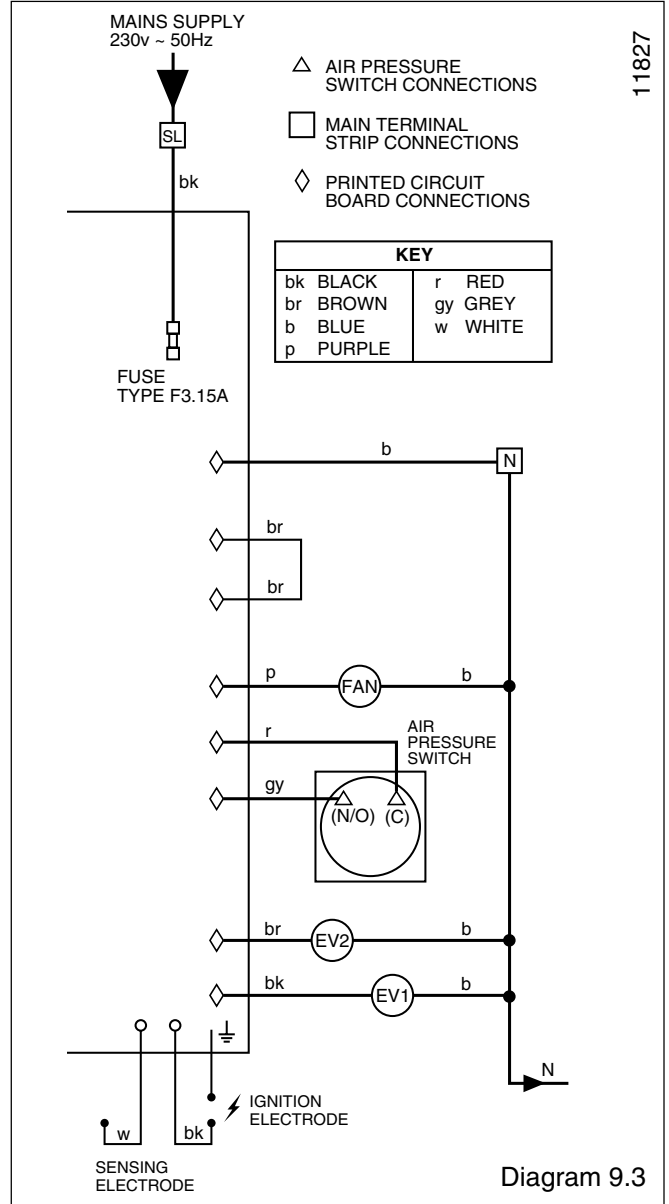 MAINS SUPPLY
230v ~ 50Hz
11827
AIR PRESSURE
SWITCH CONNECTIONS
SL
MAIN TERMINAL
STRIP CONNECTIONS
bk
PRINTED CIRCUIT
BOARD CONNECTIONS
KEY
bk BLACK r RED
br BROWN gy GREY
b BLUE w WHITE
p PURPLE
FUSE
TYPE F3.15A
b
N
br
br
p FAN b
r
AIR
PRESSURE
SWITCH
gy
(N/O) (C)
br EV2 b
bk EV1 b
N
IGNITION
ELECTRODE
w bk
SENSING
ELECTRODE
Diagram 9.3